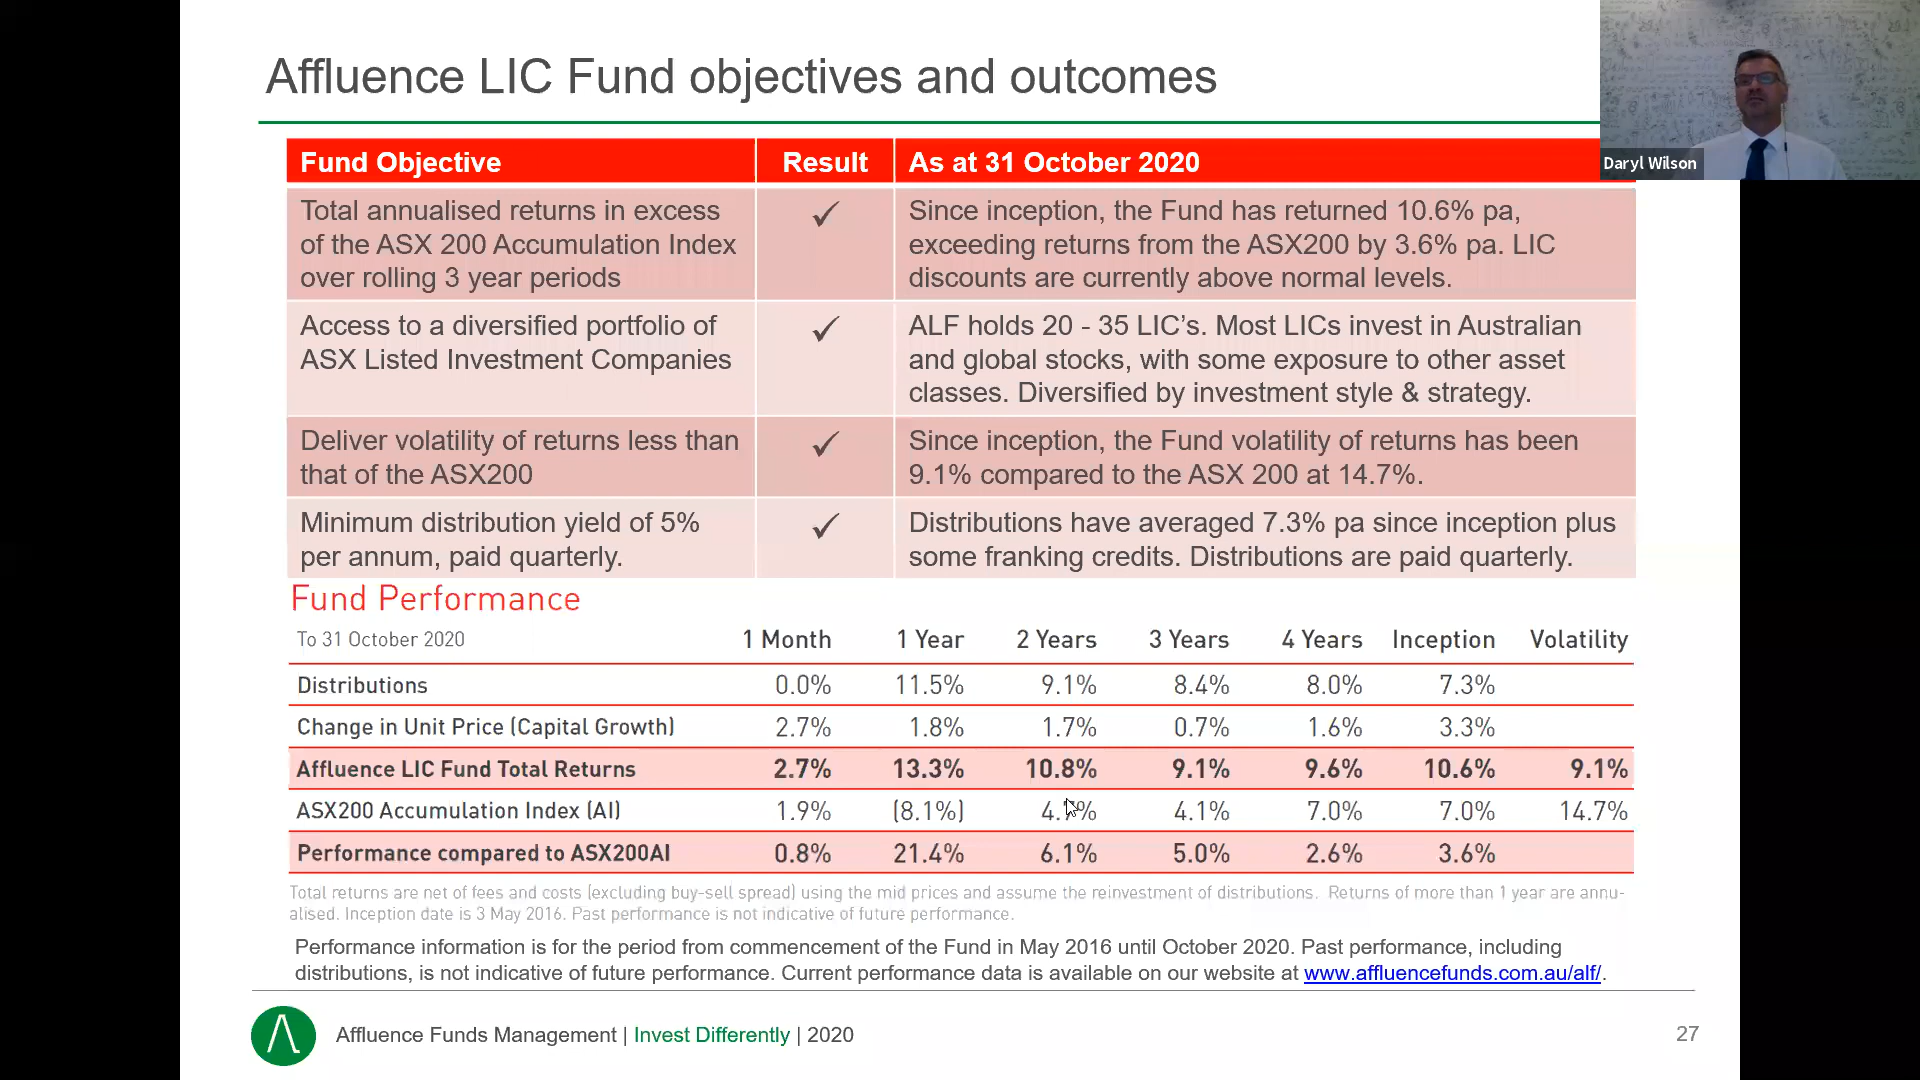 Affluence LIC Fund objectives and outcomes
Daryl Wilson
Fund Objective Result As at 31 October 2020
Total annualised returns in excess
of the ASX 200 Accumulation Index
over rolling 3 year periods
✓
Since inception, the Fund has returned 10.6% pa,
exceeding returns from the ASX200 by 3.6% pa. LIC
discounts are currently above normal levels.
Access to a diversified portfolio of
ASX Listed Investment Companies
✓
ALF holds 20 - 35 LIC’s. Most LICs invest in Australian
and global stocks, with some exposure to other asset
classes. Diversified by investment style & strategy.
Deliver volatility of returns less than
that of the ASX200
✓
Since inception, the Fund volatility of returns has been
9.1% compared to the ASX 200 at 14.7%.
Minimum distribution yield of 5%
per annum, paid quarterly.
✓
Distributions have averaged 7.3% pa since inception plus
some franking credits. Distributions are paid quarterly.
Fund Performance
To 31 October 2020 1 Month 1 Year 2 Years 3 Years 4 Years Inception Volatility
Distributions 0.0% 11.5% 9.1% 8.4% 8.0% 7.3%
Change in Unit Price (Capital Growth) 2.7% 1.8% 1.7% 0.7% 1.6% 3.3%
Affluence LIC Fund Total Returns 2.7% 13.3% 10.8% 9.1% 9.6% 10.6% 9.1%
ASX200 Accumulation Index (AI) 1.9% (8.1%) 4.1% 7.0% 7.0% 14.7%
Performance compared to ASX200AI 0.8% 21.4% 6.1% 5.0% 2.6% 3.6%
Total returns are net of fees and costs (excluding buy-sell spread) using the mid prices and assume the reinvestment of distributions. Returns of more than 1 year are annu-
alised. Inception date is 3 May 2016. Past performance is not indicative of future performance.
Performance information is for the period from commencement of the Fund in May 2016 until October 2020. Past performance, including
distributions, is not indicative of future performance. Current performance data is available on our website at www.affluencefunds.com.au/alf/.
Affluence Funds Management | Invest Differently | 2020
27